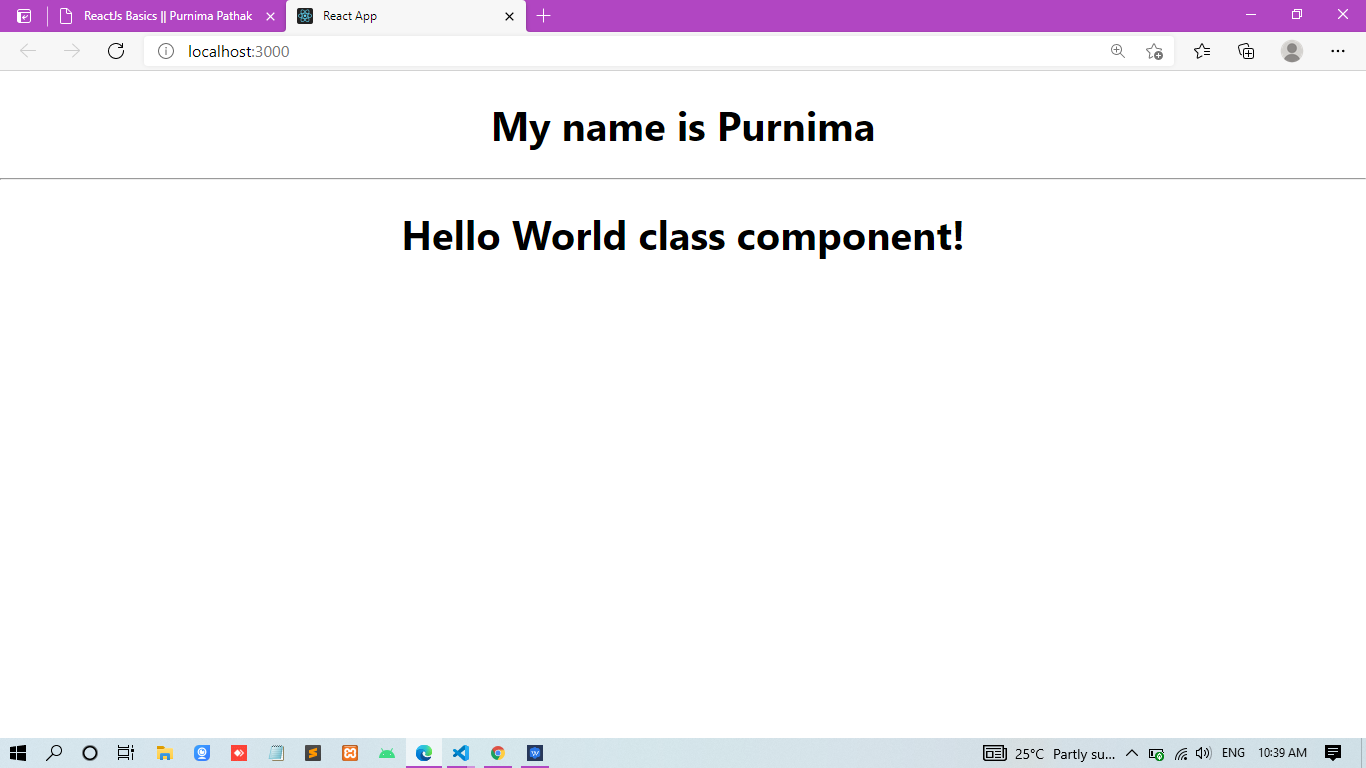 ReactJs Basics || Purnima Pathak
React App
localhost:3000
My name is Purnima
Hello World class component!
25°C Partly su... ENG 10:39 AM